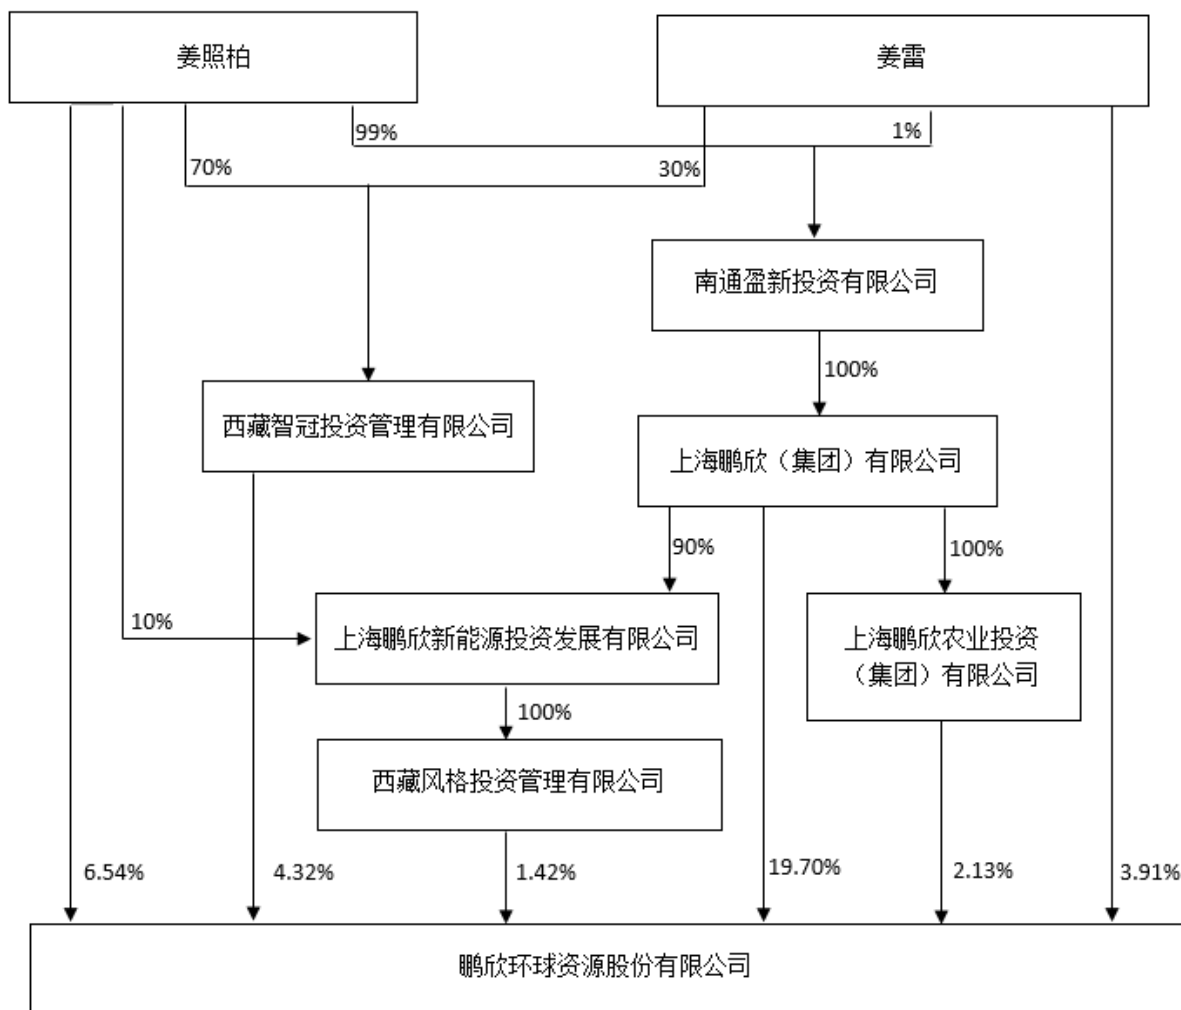 姜照柏
姜雷
99%
1%
70%
30%
南通盈新投资有限公司
100%
西藏智冠投资管理有限公司
上海鹏欣（集团）有限公司
90%
100%
10%
上海鹏欣新能源投资发展有限公司
上海鹏欣农业投资
（集团）有限公司
100%
西藏风格投资管理有限公司
6.54%
4.32%
1.42%
19.70%
2.13%
3.91%
鹏欣环球资源股份有限公司